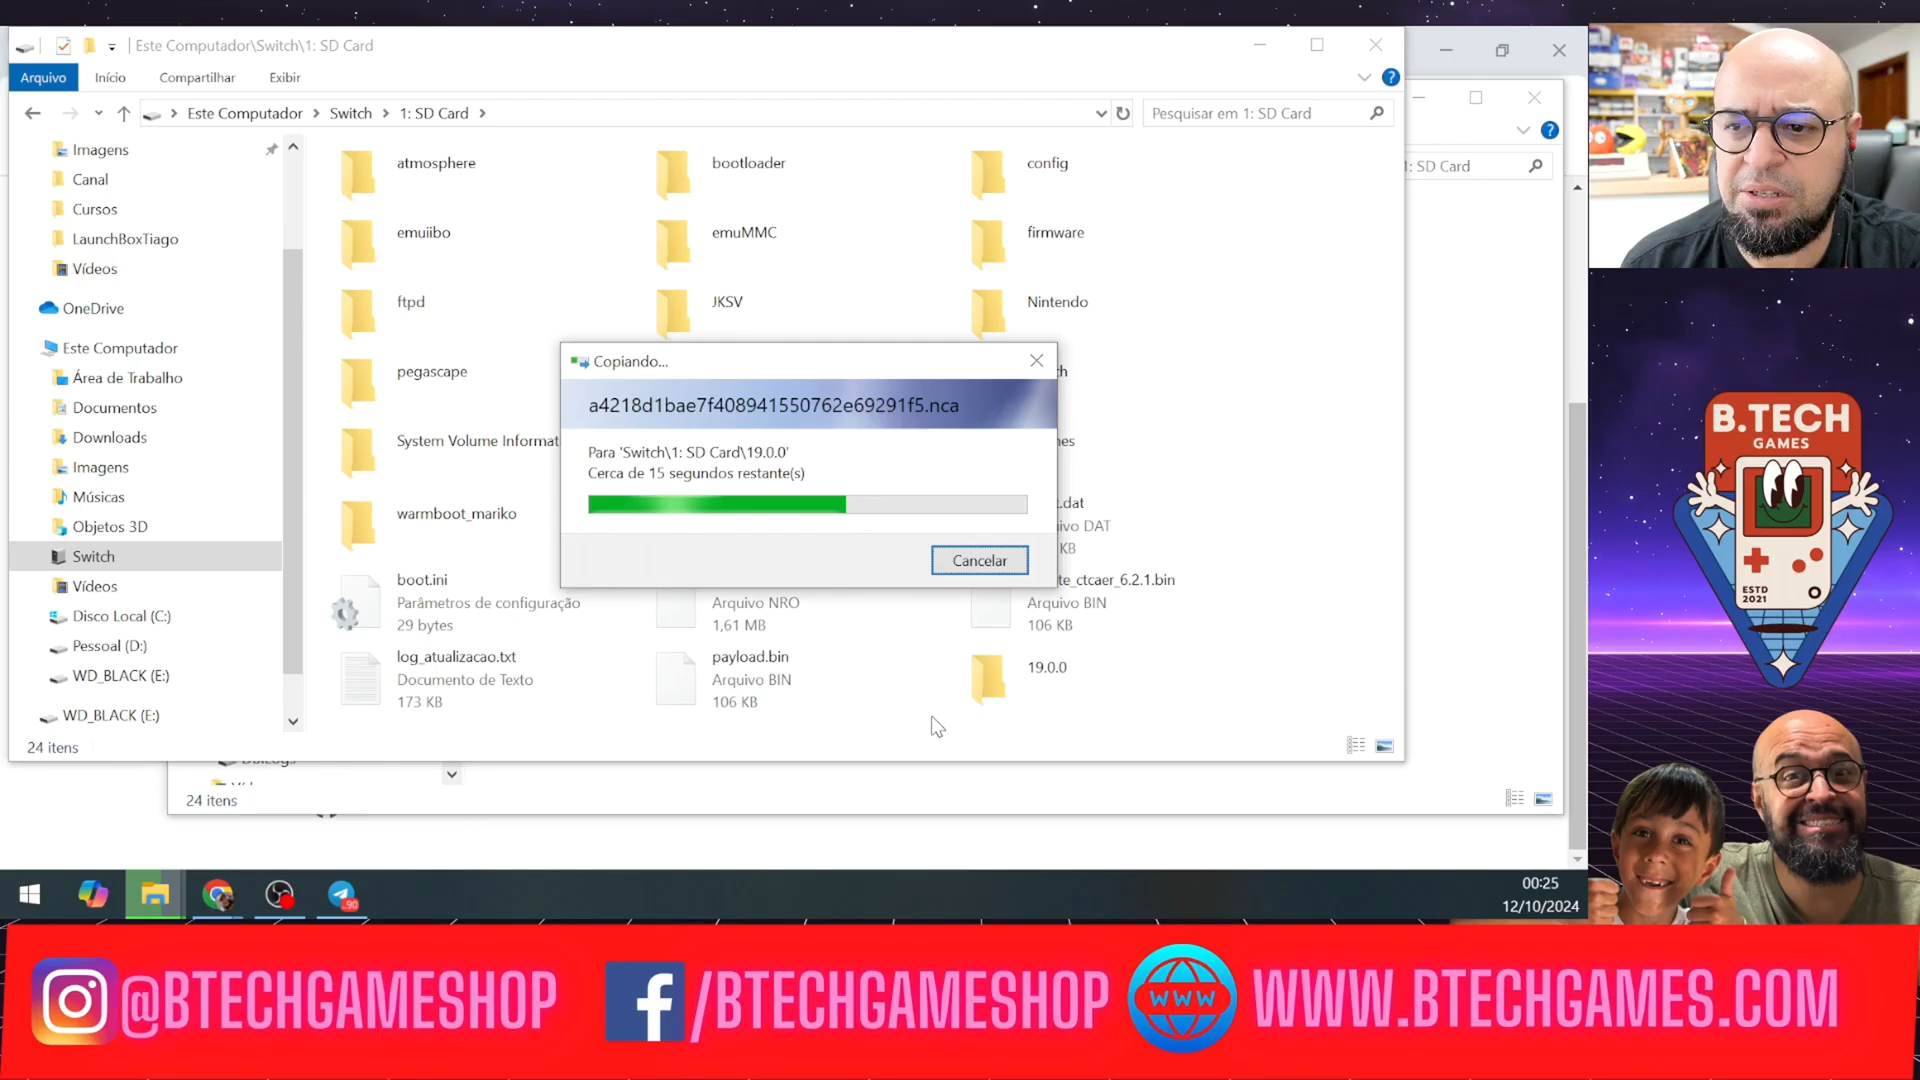 Este Computador\Switch\1: SD Card
Arquivo
Início
Compartilhar
Exibir
Este Computador
Switch
1: SD Card
Pesquisar em 1: SD Card
1: SD Card
Imagens
Canal
Cursos
LaunchBoxTiago
Vídeos
OneDrive
Este Computador
Área de Trabalho
Documentos
Downloads
Imagens
Músicas
Objetos 3D
Switch
Vídeos
Disco Local (C:)
Pessoal (D:)
WD_BLACK (E:)
WD_BLACK (E:)
24 itens
atmosphere
bootloader
config
emuiibo
emuMMC
firmware
ftpd
JKSV
Nintendo
pegascape
System Volume Informat
warmboot_mariko
.dat
KB
boot.ini
Parâmetros de configuração
29 bytes
Arquivo NRO
1,61 MB
te_ctcaer_6.2.1.bin
Arquivo BIN
106 KB
log_atualizacao.txt
Documento de Texto
173 KB
payload.bin
Arquivo BIN
106 KB
19.0.0
Copiando...
a4218d1bae7f408941550762e69291f5.nca
Para 'Switch\1: SD Card\19.0.0'
Cerca de 15 segundos restante(s)
Cancelar
24 itens
90
00:25
12/10/2024
B.TECH
GAMES
ESTD
2021
@BTECHGAMESHOP
/BTECHGAMESHOP
WWW
WWW.BTECHGAMES.COM